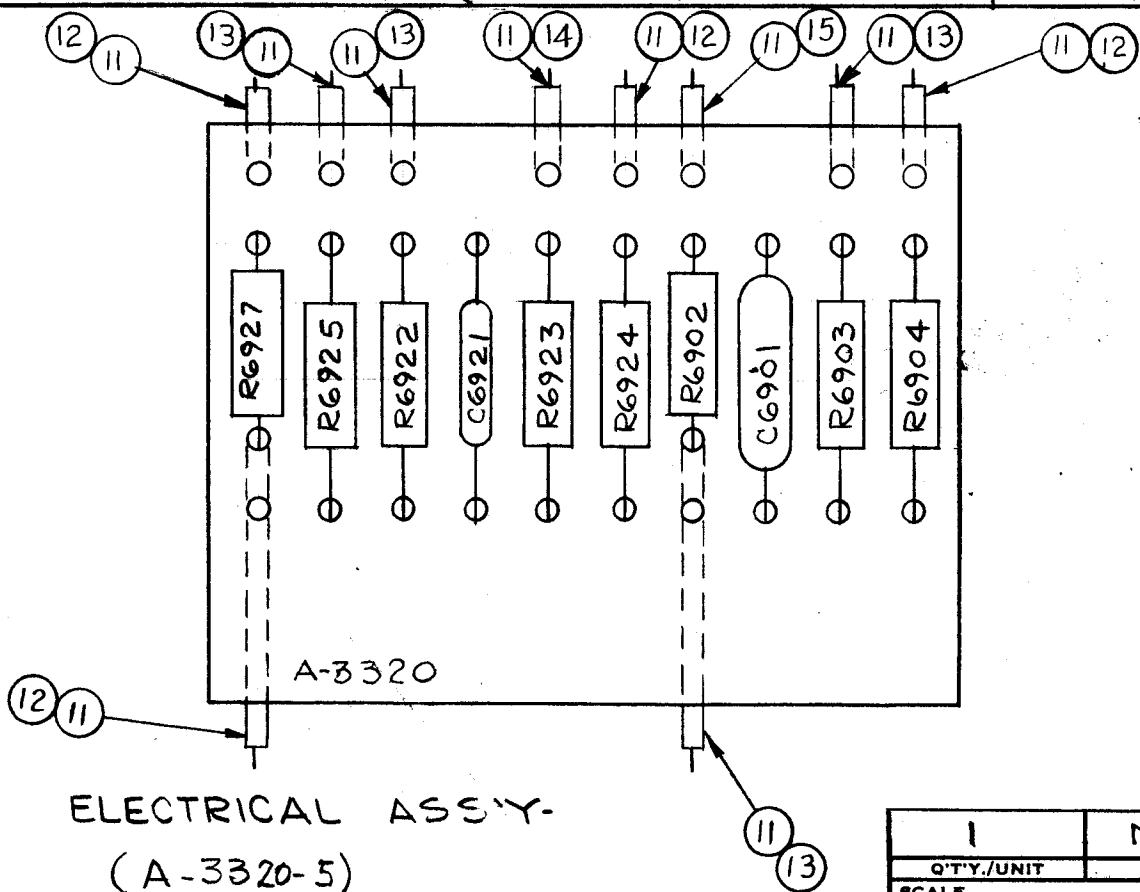 12 11
13 11
11 13
11 14
11 12
11 15
11 13
11 12
R6927
R6925
R6922
C6921
R6923
R6924
R6902
C6901
R6903
R6904
A-3320
12 11
11 13
ELECTRICAL ASS'Y-
(A-3320-5)
1
Q'T'Y./UNIT
SCALE